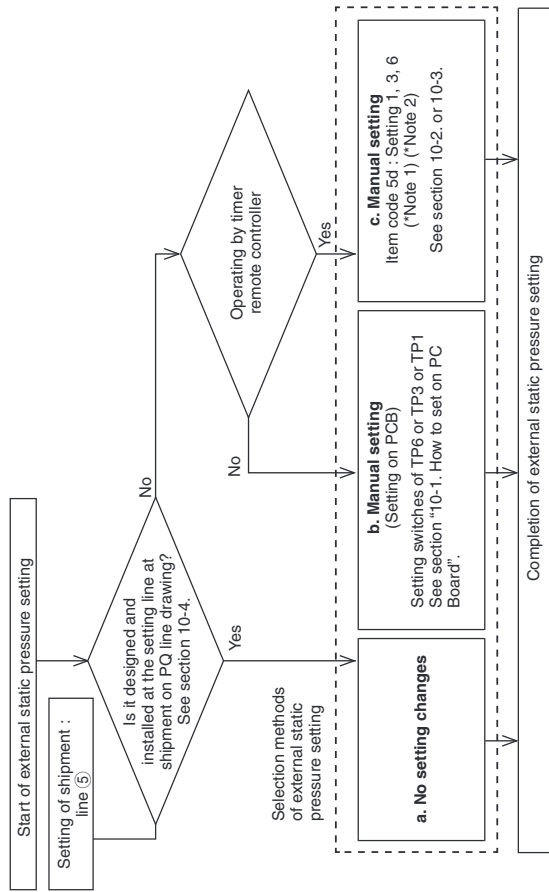 Start of external static pressure setting
Setting of shipment :
line ⑤
Is it designed and
installed at the setting line at
shipment on PQ line drawing?
See section 10-4.
No
Yes
Operating by timer
remote controller
No
Yes
Selection methods
of external static
pressure setting
a. No setting changes
b. Manual setting
(Setting on PCB)
Setting switches of TP6 or TP3 or TP1
See section “10-1. How to set on PC
Board”.
c. Manual setting
Item code 5d : Setting 1, 3, 6
(*Note 1) (*Note 2)
See section 10-2. or 10-3.
Completion of external static pressure setting